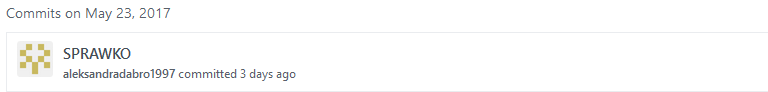 Commits on May 23, 2017
SPRAWKO
aleksandradabro1997 committed 3 days ago